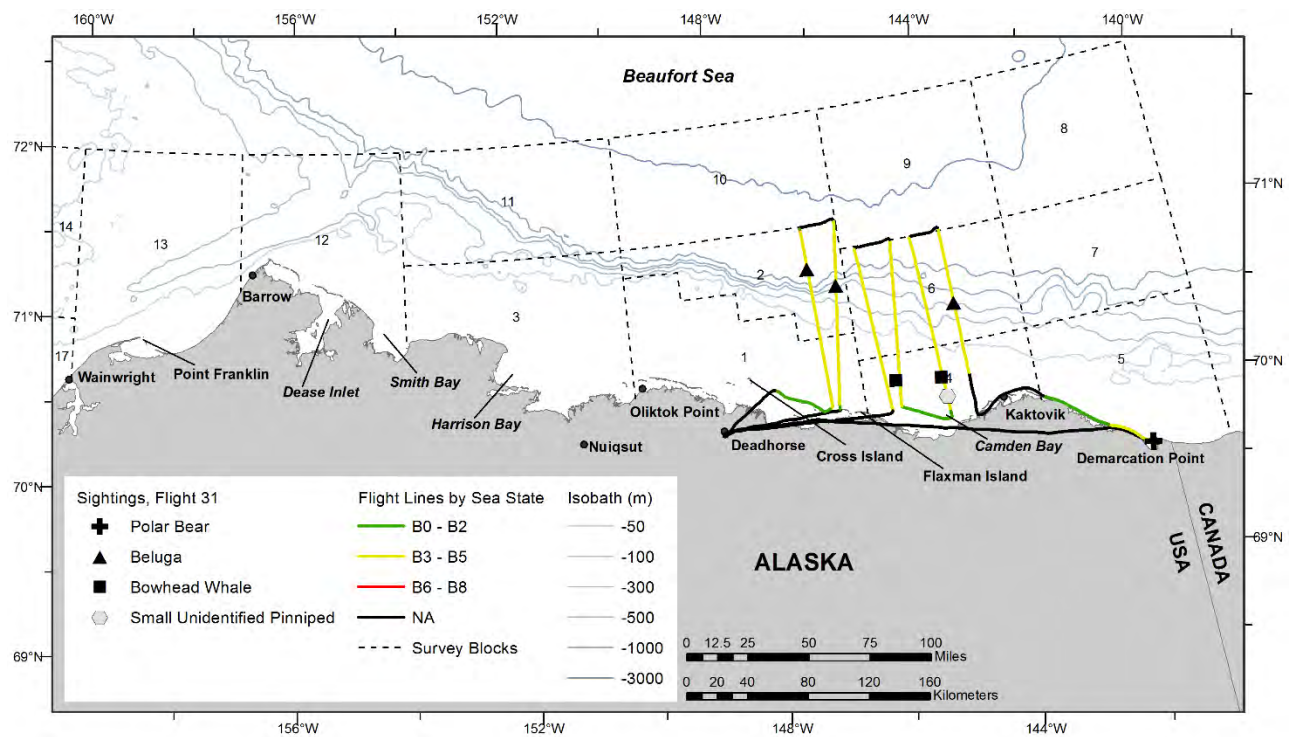 160°W 156°W 152°W 148°W 144°W 140°W
Beaufort Sea
72°N
71°N
70°N
69°N
71°N
70°N
69°N
8
9
10
11
14
13
12
7
2
6
3
17
1
5
4
Barrow
Wainwright
Point Franklin
Dease Inlet
Smith Bay
Harrison Bay
Oliktok Point
Nuiqsut
Deadhorse
Cross Island
Flaxman Island
Camden Bay
Kaktovik
Demarcation Point
ALASKA
CANADA
USA
Sightings, Flight 31
Polar Bear
Beluga
Bowhead Whale
Small Unidentified Pinniped
Flight Lines by Sea State
B0 - B2
B3 - B5
B6 - B8
NA
Survey Blocks
Isobath (m)
-50
-100
-300
-500
-1000
-3000
0 12.5 25 50 75 100
Miles
0 20 40 80 120 160
Kilometers
156°W 152°W 148°W 144°W